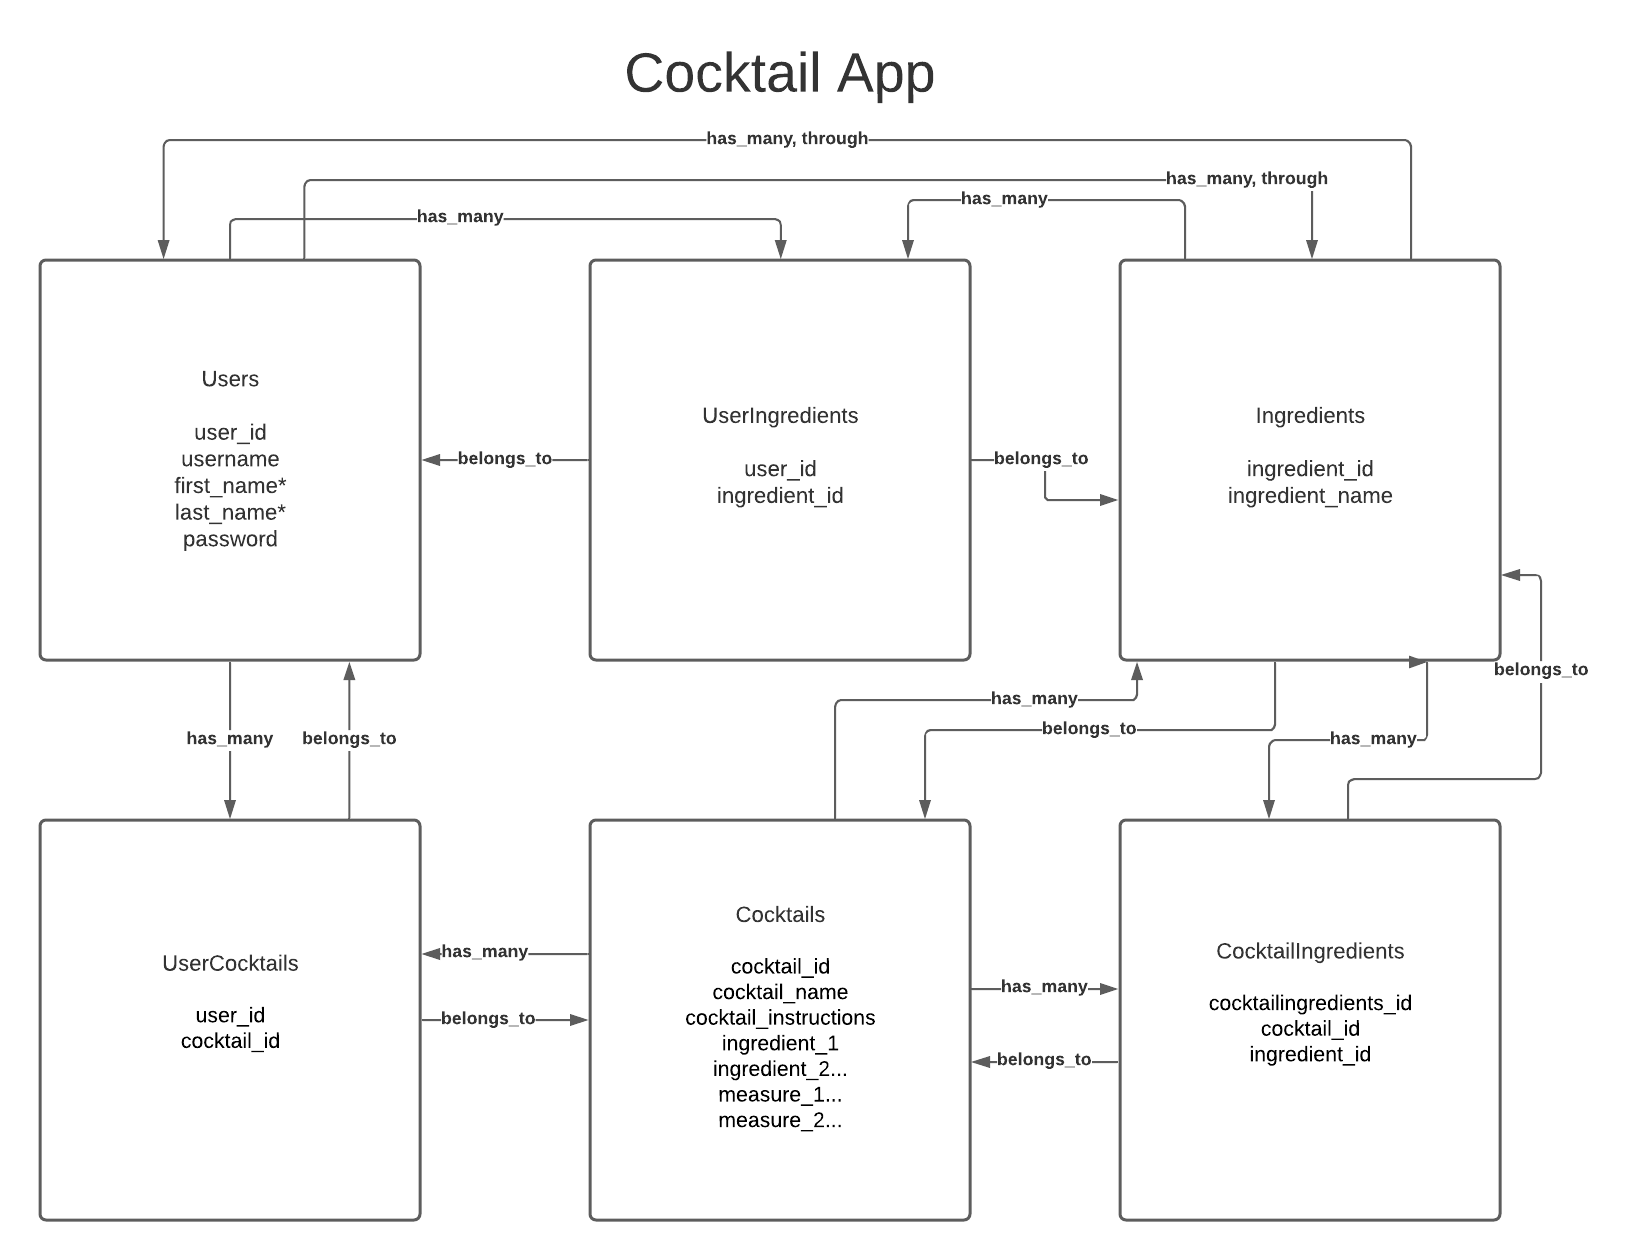 Cocktail App
has_many, through
has_many, through
has_many
has_many
Users
user_id
username
first_name*
last_name*
password
belongs_to
UserIngredients
user_id
ingredient_id
belongs_to
Ingredients
ingredient_id
ingredient_name
belongs_to
has_many
belongs_to
has_many
belongs_to
has_many
UserCocktails
user_id
cocktail_id
has_many
belongs_to
Cocktails
cocktail_id
cocktail_name
cocktail_instructions
ingredient_1
ingredient_2...
measure_1...
measure_2...
has_many
belongs_to
CocktailIngredients
cocktailingredients_id
cocktail_id
ingredient_id